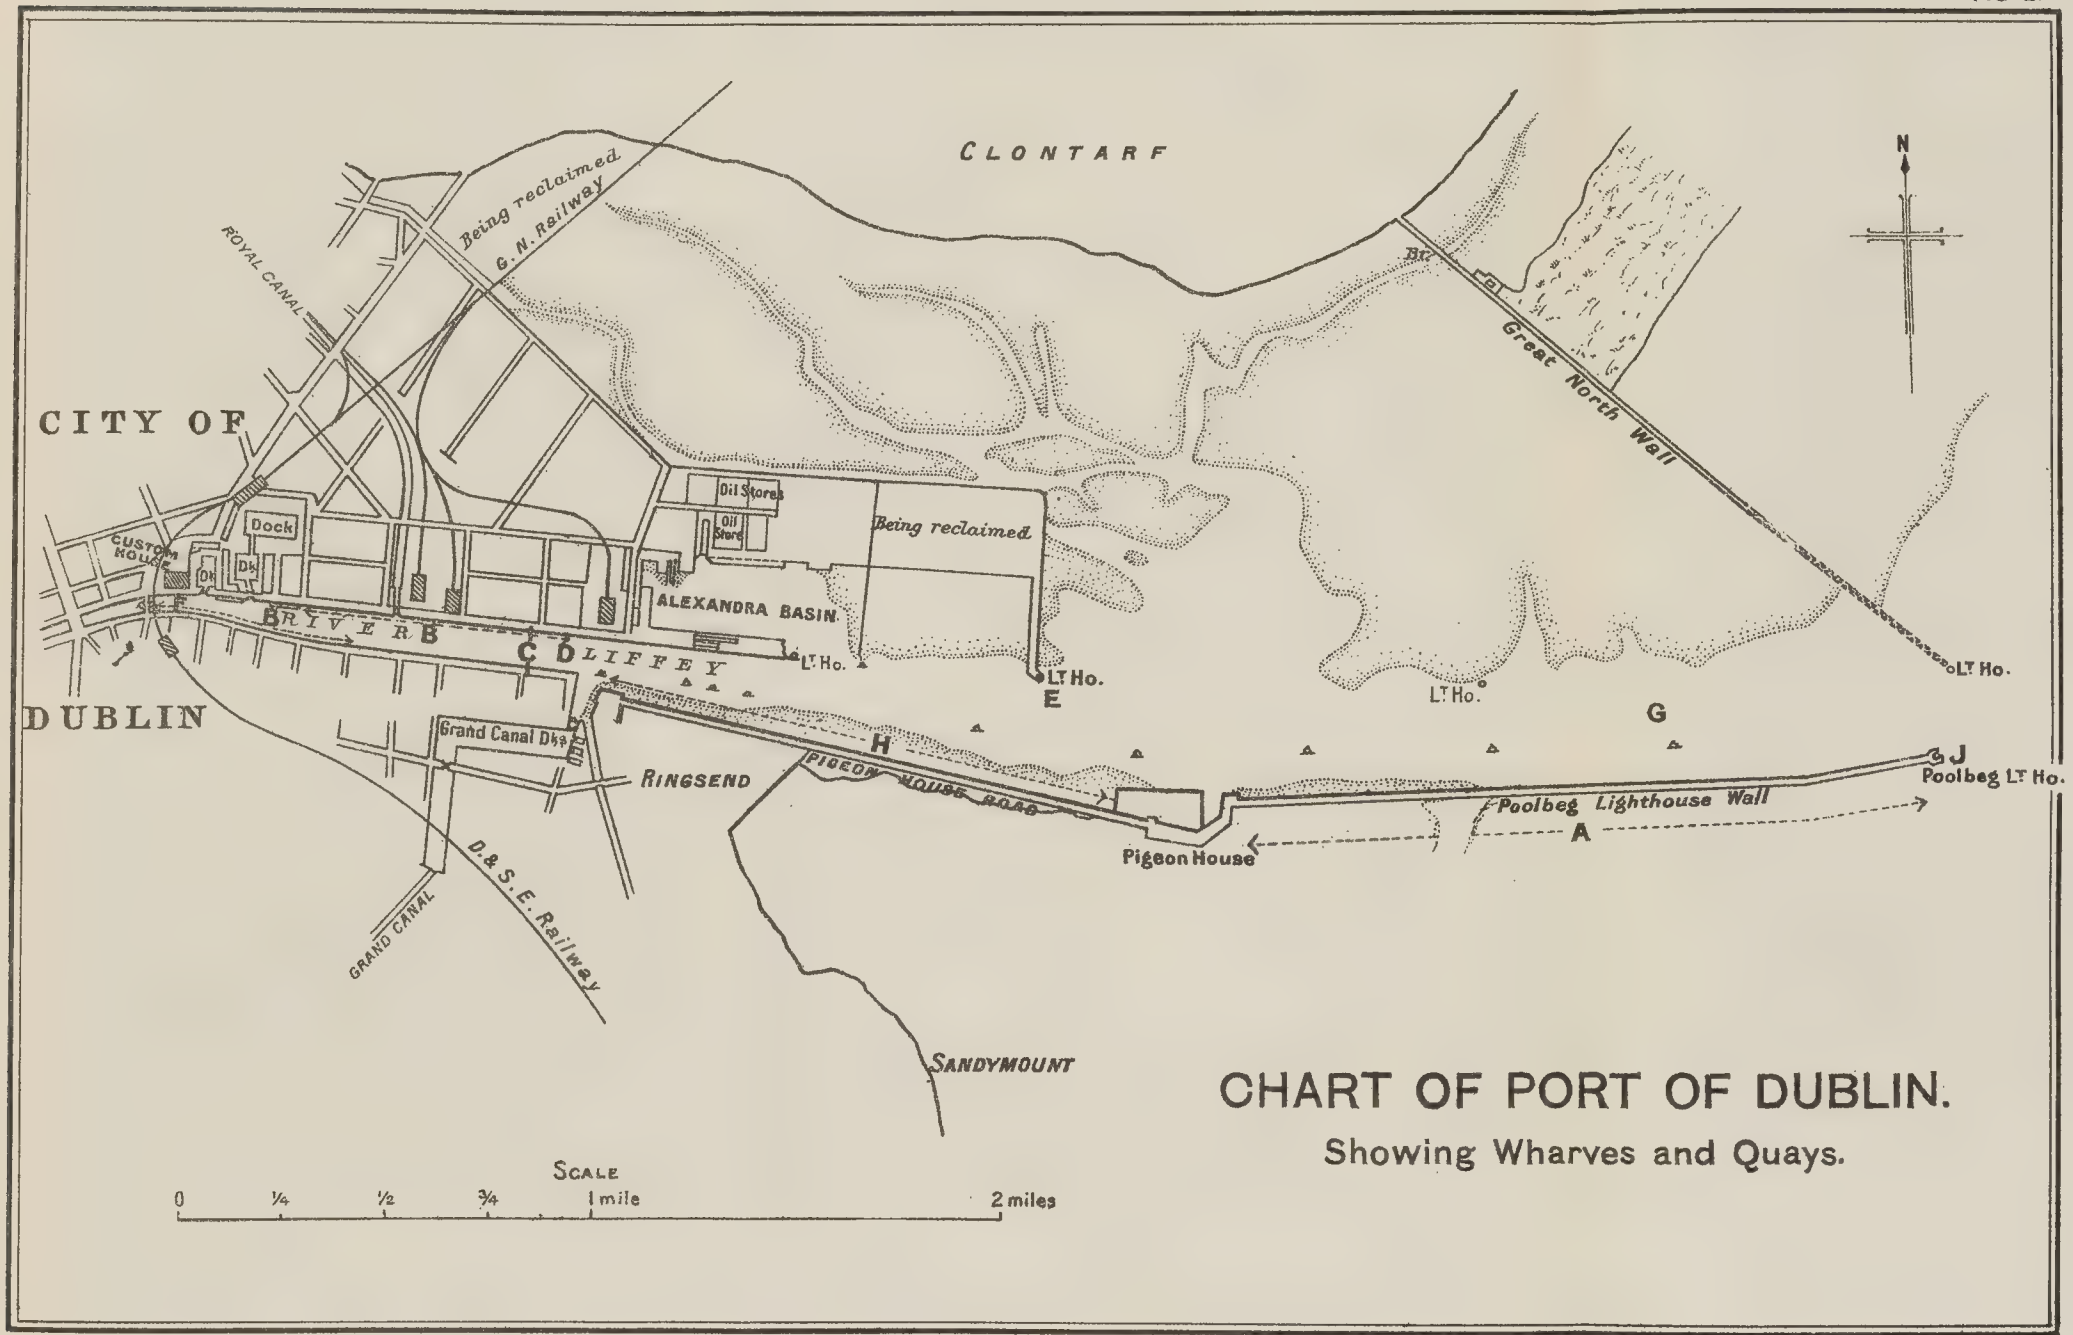 CLONTARF
N
Being reclaimed
G. N. Railway
ROYAL CANAL
Br.
Great North Wall
CITY OF
DUBLIN
Oil Stores
Oil
Store
Being reclaimed
Dock
CUSTOM
HOUSE
Dk
Dk
ALEXANDRA BASIN
F
B
RIVER
B
C
D
LIFFEY
LT Ho.
LT Ho.
E
LT Ho.
LT Ho.
G
Grand Canal Dks
H
J
Poolbeg LT Ho.
RINGSEND
PIGEON HOUSE ROAD
Poolbeg Lighthouse Wall
A
Pigeon House
D. & S. E. Railway
GRAND CANAL
SANDYMOUNT
CHART OF PORT OF DUBLIN.
Showing Wharves and Quays.
SCALE
0 ¼ ½ ¾ 1 mile 2 miles